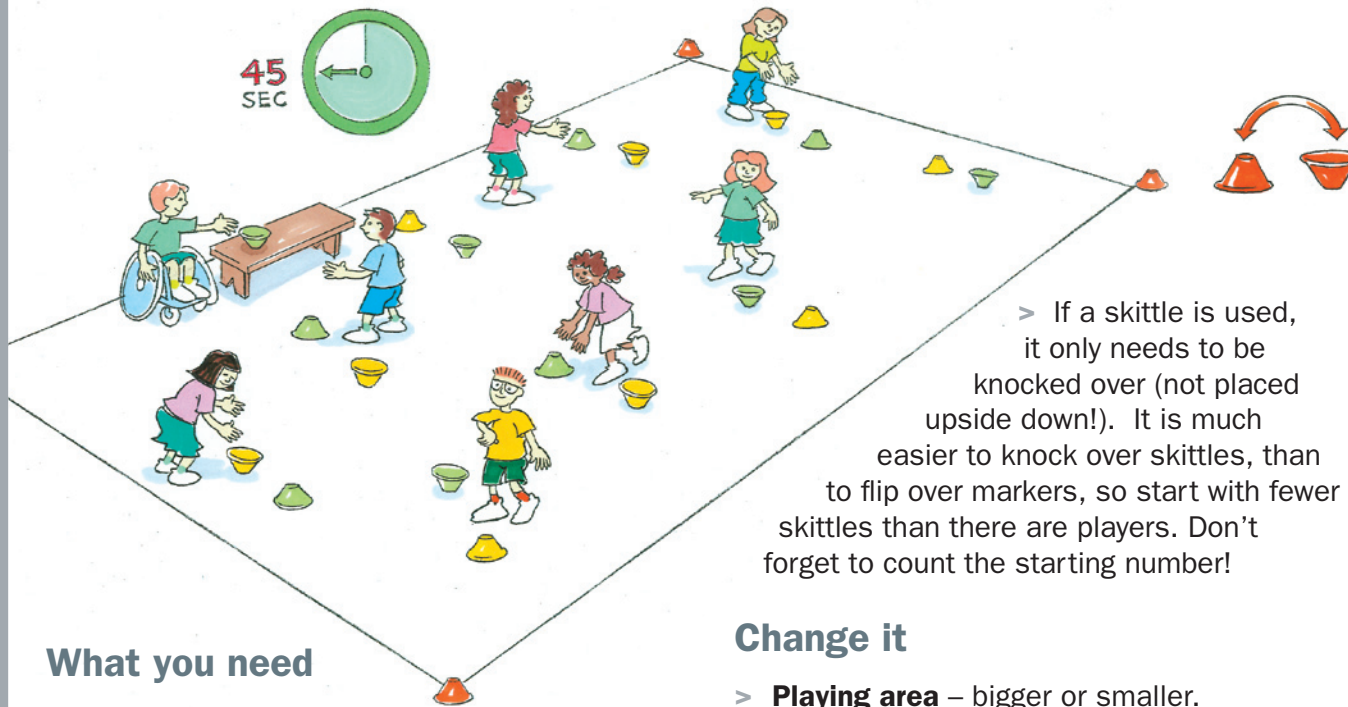 45
SEC
> If a skittle is used,
it only needs to be
knocked over (not placed
upside down!). It is much
easier to knock over skittles, than
to flip over markers, so start with fewer
skittles than there are players. Don’t
forget to count the starting number!
What you need
Change it
> Playing area – bigger or smaller.